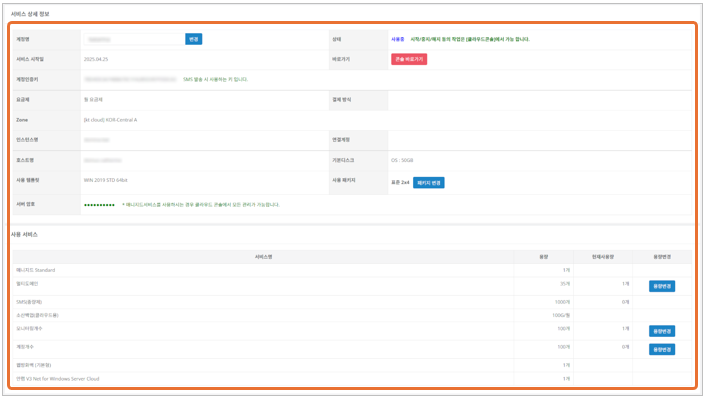 서비스 상세 정보
계정명 변경 상태 사용중 시작/중지/해지 등의 작업은 [클라우드콘솔]에서 가능 합니다.
서비스 시작일 2025.04.25 바로가기 콘솔 바로가기
계정인증키 SMS 발송 시 사용하는 키 입니다.
요금제 월 요금제 결제 방식
Zone [kt cloud] KOR-Central A
인스턴스명 연결계정
호스트명 기본디스크 OS : 50GB
사용 템플릿 WIN 2019 STD 64bit 사용 패키지 표준 2x4 패키지 변경
서버 암호 ●●●●●●●●●● * 매니지드서비스를 사용하시는 경우 클라우드 콘솔에서 모든 관리가 가능합니다.
사용 서비스
서비스명 용량 현재사용량 용량변경
매니지드 Standard 1개
멀티도메인 35개 1개 용량변경
SMS(종량제) 1000개 0개
소산백업(클라우드용) 100G/월
모니터링개수 100개 1개 용량변경
계정개수 100개 0개 용량변경
웹방화벽 (기본형) 1개
안랩 V3 Net for Windows Server Cloud 1개